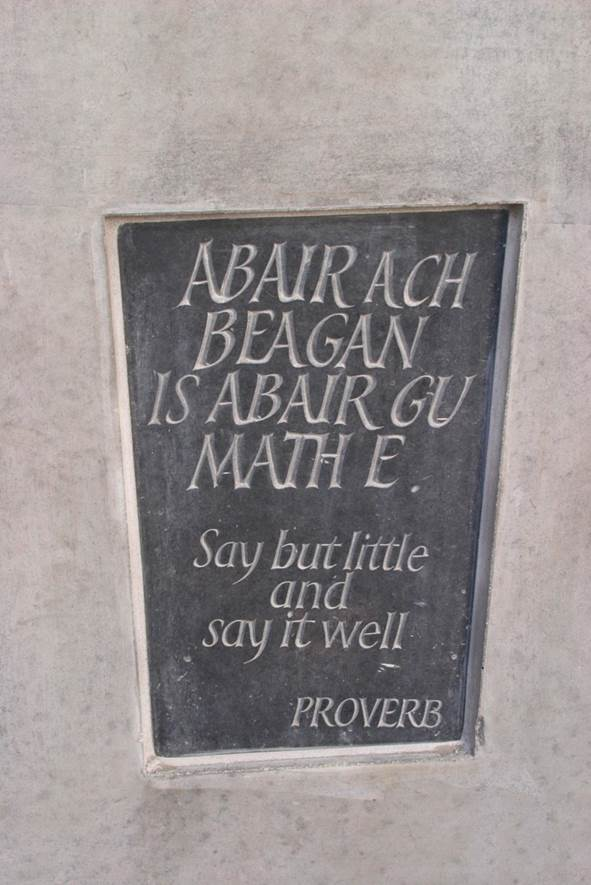 ABAIR ACH
BEAGAN
IS ABAIR GU
MATH E.
Say but little
and
say it well
PROVERB